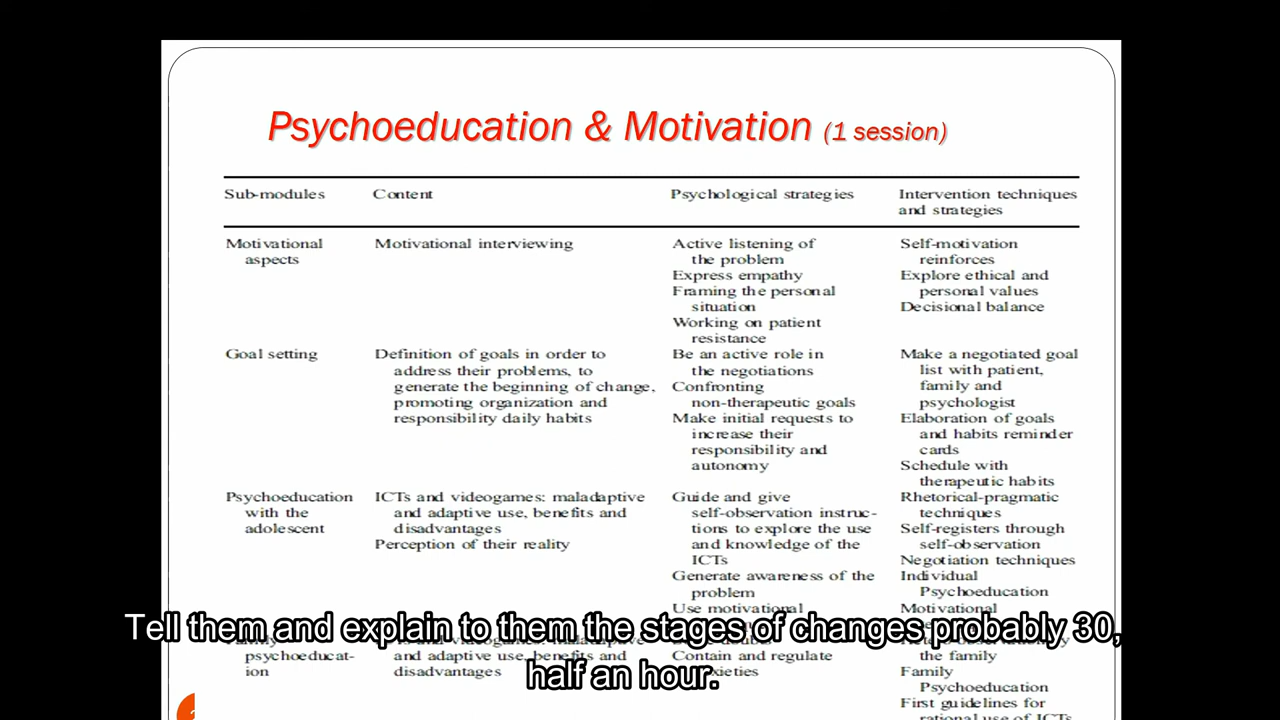 Psychoeducation & Motivation (1 session)
Sub-modules
Content
Psychological strategies
Intervention techniques
and strategies
Motivational
aspects
Motivational interviewing
Active listening of
the problem
Express empathy
Framing the personal
situation
Working on patient
resistance
Self-motivation
reinforces
Explore ethical and
personal values
Decisional balance
Goal setting
Definition of goals in order to
address their problems, to
generate the beginning of change,
promoting organization and
responsibility daily habits
Be an active role in
the negotiations
Confronting
non-therapeutic goals
Make initial requests to
increase their
responsibility and
autonomy
Make a negotiated goal
list with patient,
family and
psychologist
Elaboration of goals
and habits reminder
cards
Schedule with
therapeutic habits
Psychoeducation
with the
adolescent
ICTs and videogames: maladaptive
and adaptive use, benefits and
disadvantages
Perception of their reality
Guide and give
self-observation instruc-
tions to explore the use
and knowledge of the
ICTs
Generate awareness of the
problem
Use motivational
Rhetorical-pragmatic
techniques
Self-registers through
self-observation
Negotiation techniques
Individual
Psychoeducation
Motivational
psychoeducat-
ion
and adaptive use, benefits and
disadvantages
Contain and regulate
the family
Family
Psychoeducation
First guidelines for
rational use of ICTs
Tell them and explain to them the stages of changes probably 30,
half an hour.